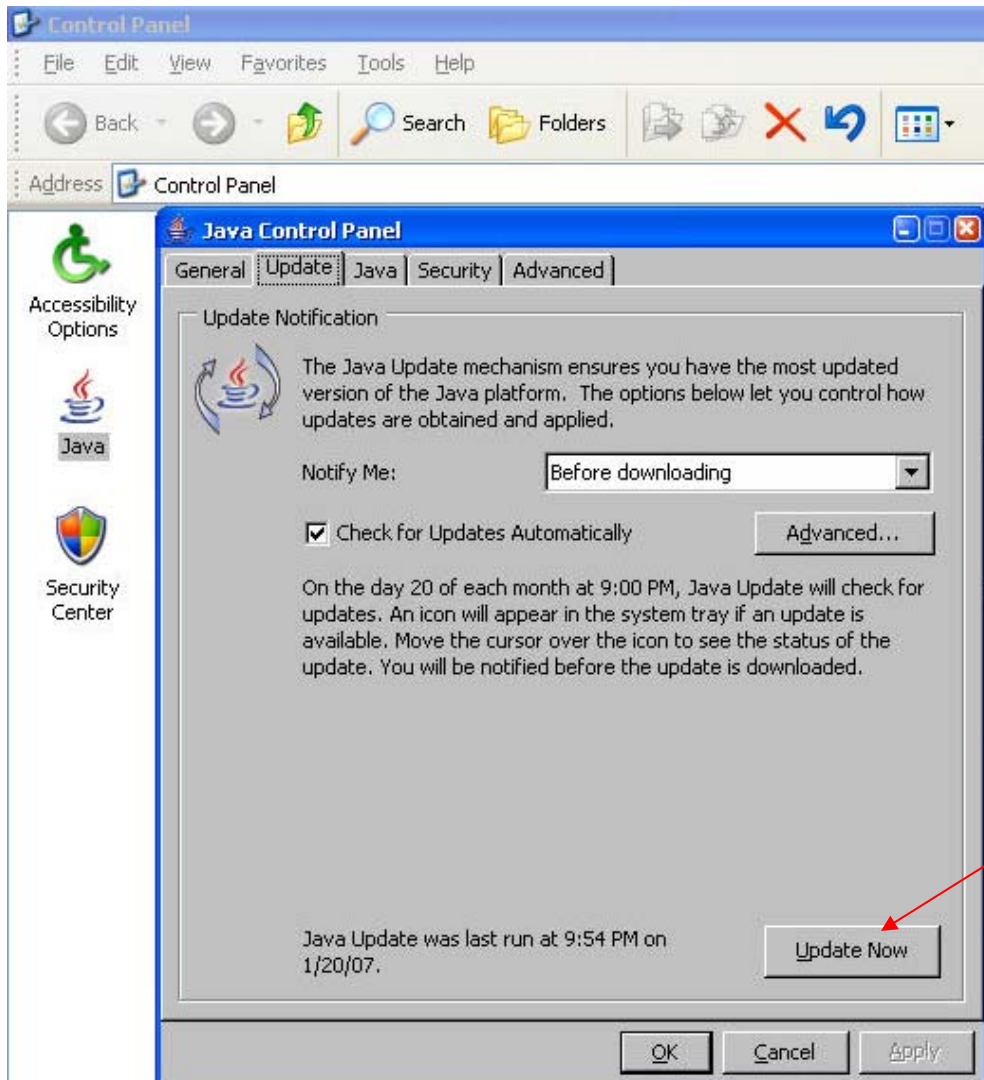 Control Panel
File Edit View Favorites Tools Help
Back Search Folders
Address Control Panel
Accessibility
Options
Java
Security
Center
Java Control Panel
General Update Java Security Advanced
Update Notification
The Java Update mechanism ensures you have the most updated
version of the Java platform. The options below let you control how
updates are obtained and applied.
Notify Me: Before downloading
Check for Updates Automatically Advanced...
On the day 20 of each month at 9:00 PM, Java Update will check for
updates. An icon will appear in the system tray if an update is
available. Move the cursor over the icon to see the status of the
update. You will be notified before the update is downloaded.
Java Update was last run at 9:54 PM on
1/20/07.
Update Now
OK Cancel Apply